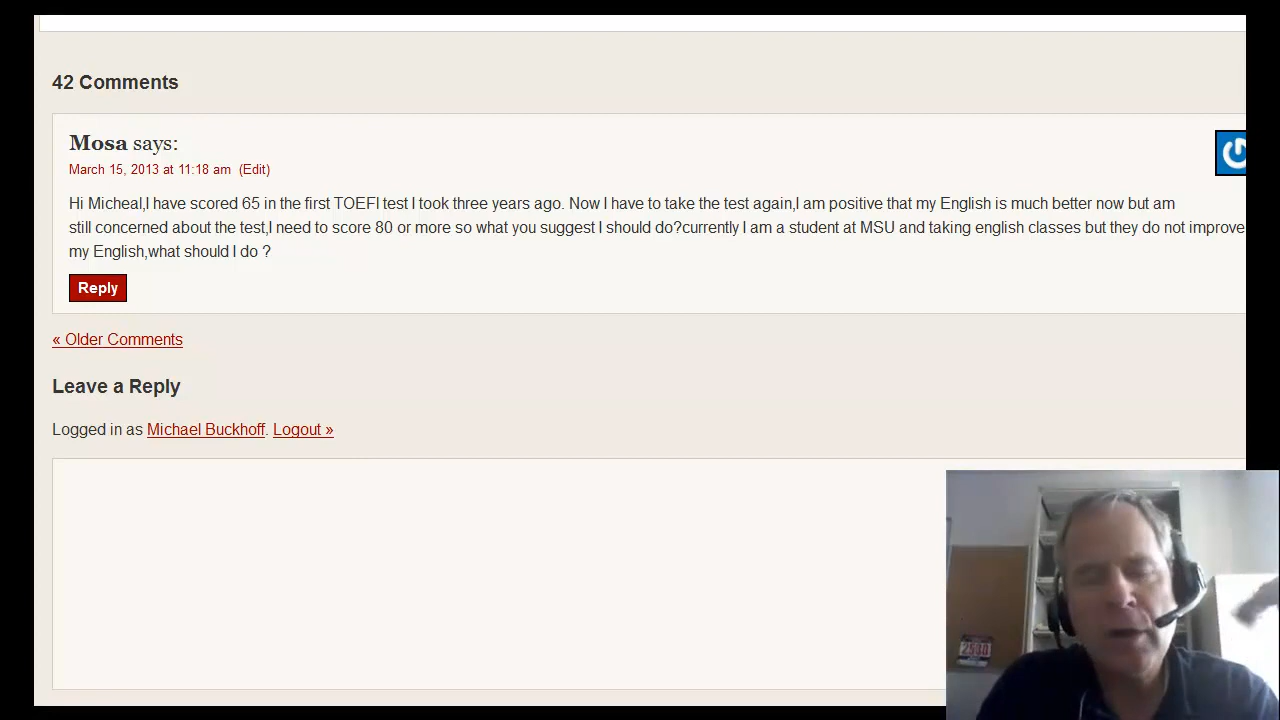 42 Comments
Mosa says:
March 15, 2013 at 11:18 am (Edit)
Hi Micheal,I have scored 65 in the first TOEFl test I took three years ago. Now I have to take the test again,I am positive that my English is much better now but am
still concerned about the test,I need to score 80 or more so what you suggest I should do?currently I am a student at MSU and taking english classes but they do not improve
my English,what should I do ?
Reply
« Older Comments
Leave a Reply
Logged in as Michael Buckhoff. Logout »
2530